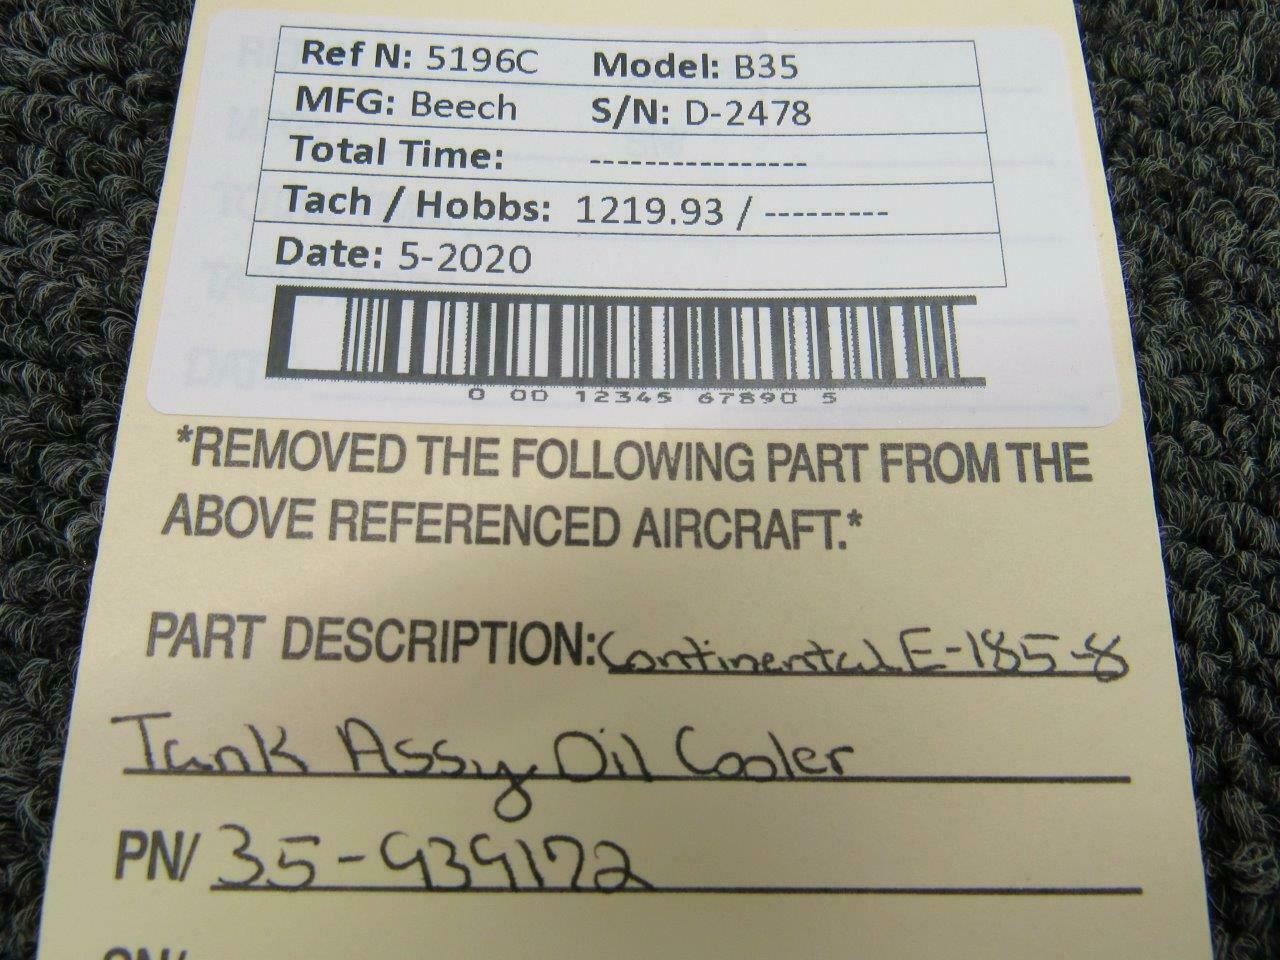 Ref N: 5196C Model: B35
MFG: Beech S/N: D-2478
Total Time: ----------------
Tach / Hobbs: 1219.93 / ---------
Date: 5-2020
0 00 12345 67890 5
*REMOVED THE FOLLOWING PART FROM THE
ABOVE REFERENCED AIRCRAFT.*
PART DESCRIPTION: Continental E-185-8
Tank Assy Oil Cooler
PN/ 35-939172